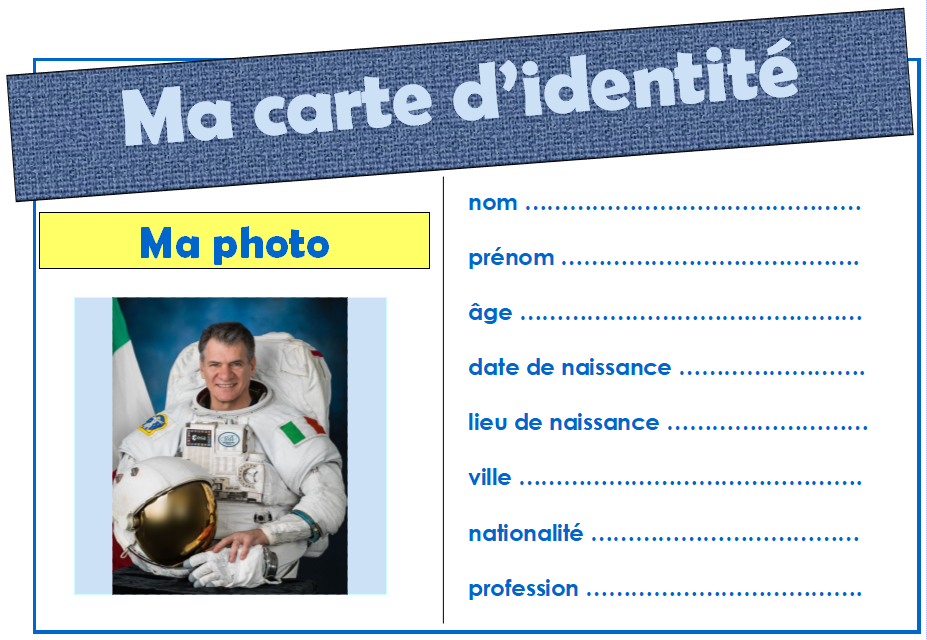 Ma carte d’identité
Ma photo
nom ……………………………………….
prénom ………………………………….
âge ……………………………………….
date de naissance …………………….
lieu de naissance ………………………
ville ……………………………………….
nationalité ………………………………
profession ……………………………….